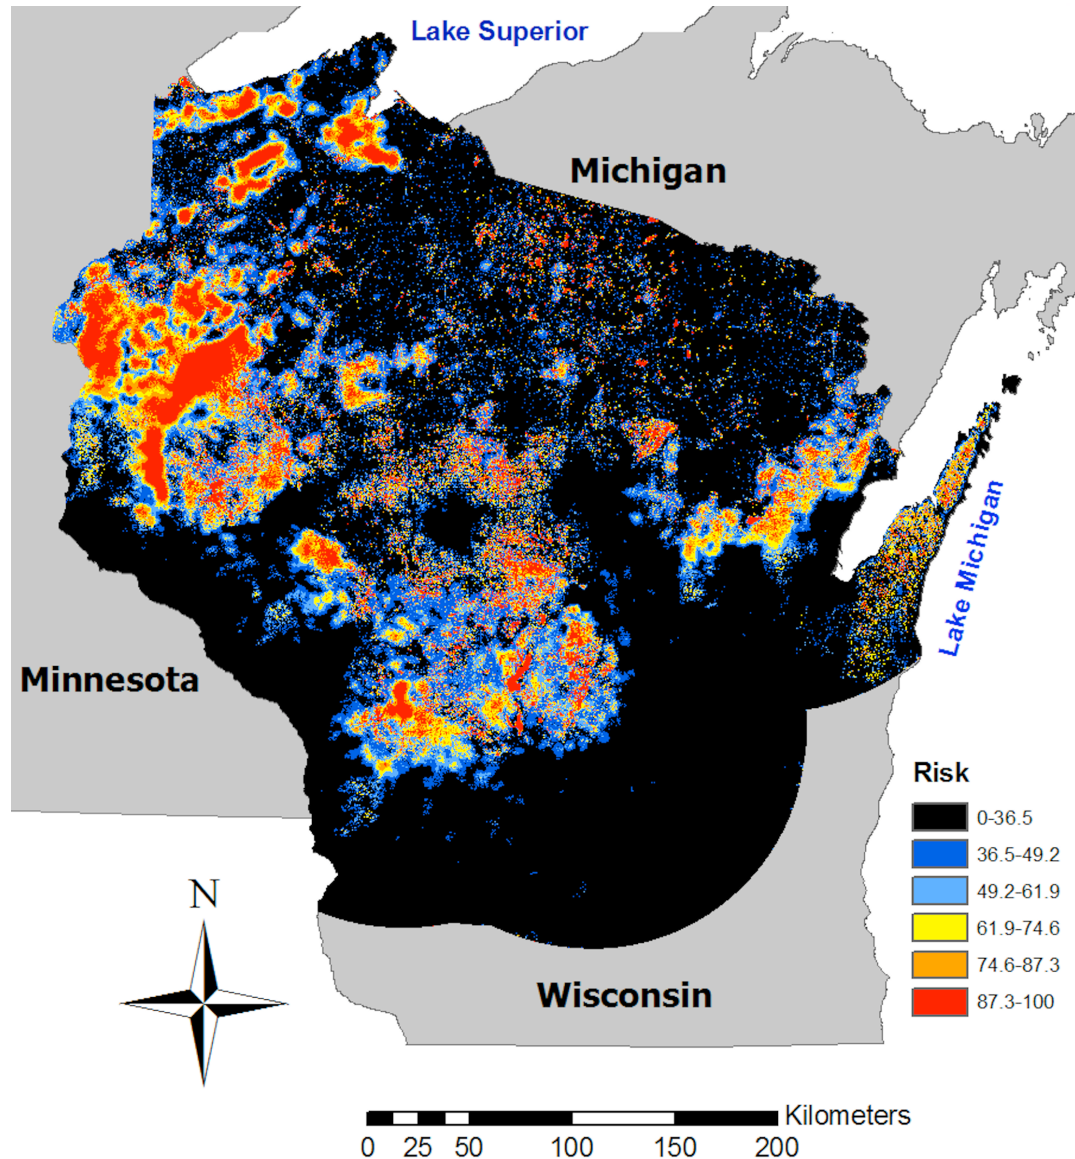 Lake Superior
Michigan
Lake Michigan
Minnesota
Risk
0-36.5
36.5-49.2
49.2-61.9
61.9-74.6
74.6-87.3
87.3-100
N
Wisconsin
Kilometers
0 25 50 100 150 200